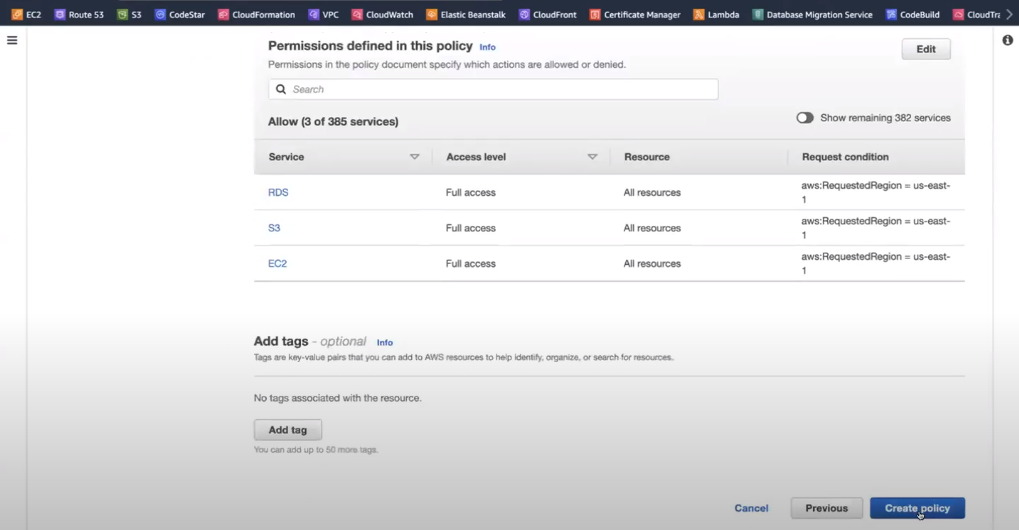 EC2 Route 53 S3 CodeStar CloudFormation VPC CloudWatch Elastic Beanstalk CloudFront Certificate Manager Lambda Database Migration Service CodeBuild CloudTra
Permissions defined in this policy Info
Edit
Permissions in the policy document specify which actions are allowed or denied.
Search
Allow (3 of 385 services)
Show remaining 382 services
Service Access level Resource Request condition
RDS Full access All resources aws:RequestedRegion = us-east-
1
S3 Full access All resources aws:RequestedRegion = us-east-
1
EC2 Full access All resources aws:RequestedRegion = us-east-
1
Add tags - optional Info
Tags are key-value pairs that you can add to AWS resources to help identify, organize, or search for resources.
No tags associated with the resource.
Add tag
You can add up to 50 more tags.
Cancel Previous Create policy